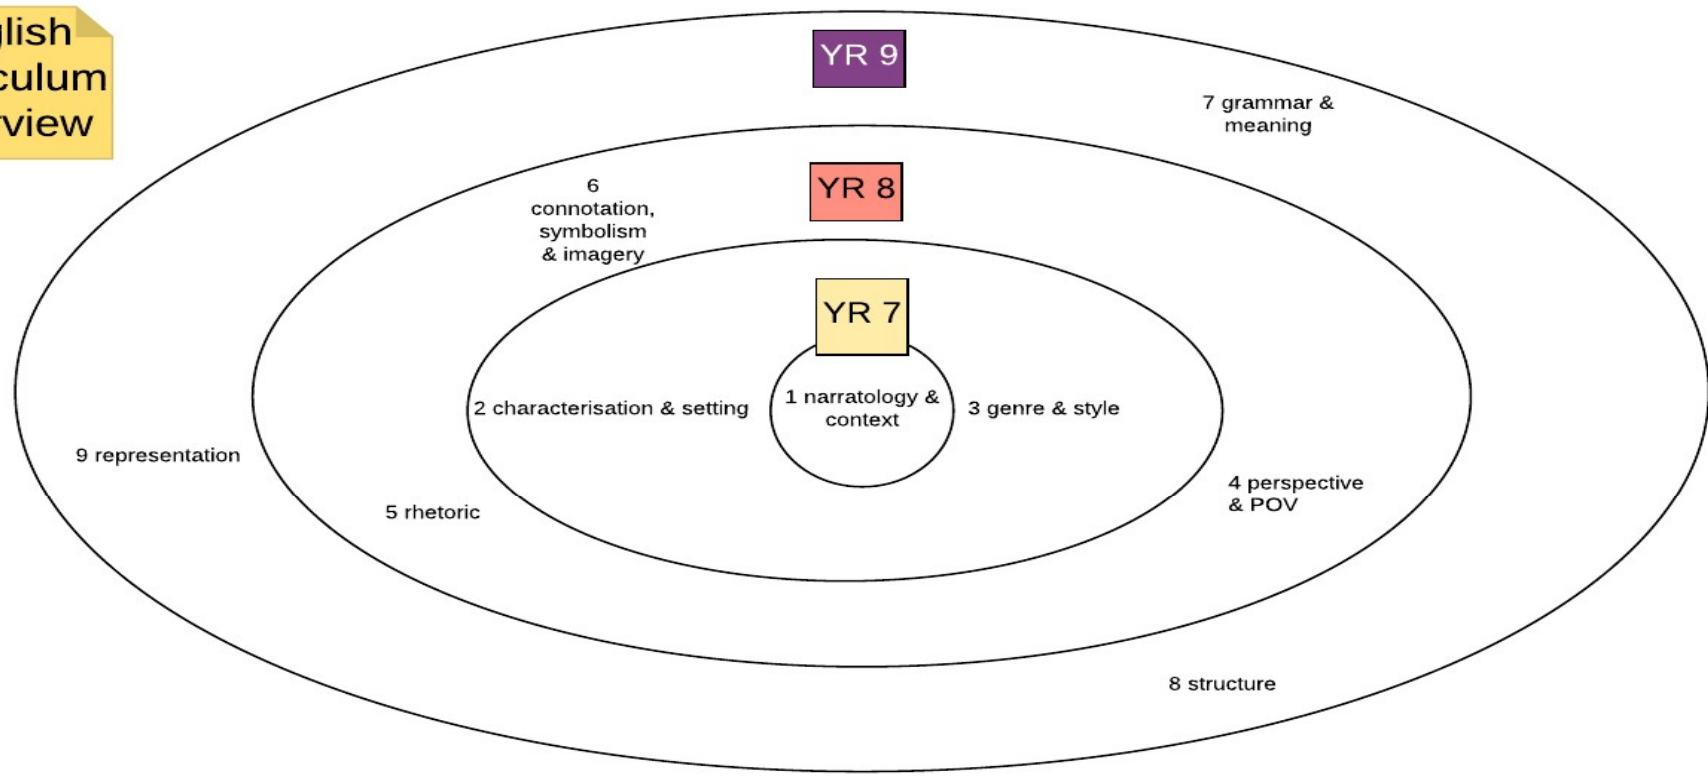 glish
culum
rview
YR 9
7 grammar &
meaning
YR 8
6
connotation,
symbolism
& imagery
YR 7
2 characterisation & setting
1 narratology &
context
3 genre & style
9 representation
4 perspective
& POV
5 rhetoric
8 structure